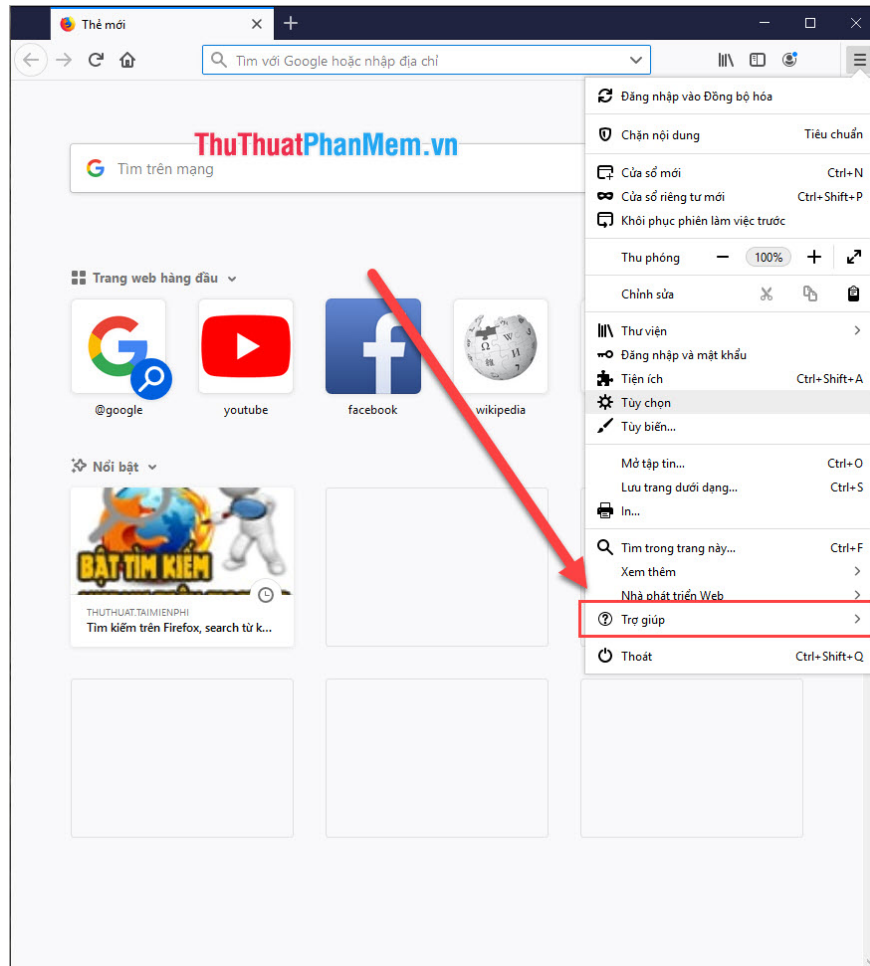 Thẻ mới
Tìm với Google hoặc nhập địa chỉ
Đăng nhập vào Đồng bộ hóa
Chặn nội dung Tiêu chuẩn
ThuThuatPhanMem.vn
Tìm trên mạng
Cửa sổ mới Ctrl+N
Cửa sổ riêng tư mới Ctrl+Shift+P
Khôi phục phiên làm việc trước
Thu phóng 100%
Trang web hàng đầu
Chỉnh sửa
Thư viện
Đăng nhập và mật khẩu
Tiện ích Ctrl+Shift+A
Tùy chọn
Tùy biến...
@google youtube facebook wikipedia
Mở tập tin... Ctrl+O
Lưu trang dưới dạng... Ctrl+S
In...
Nổi bật
Tìm trong trang này... Ctrl+F
Xem thêm
Nhà phát triển Web
Trợ giúp
Thoát Ctrl+Shift+Q
BẬT TÌM KIẾM
THUTHUAT.TAIMIENPHI
Tìm kiếm trên Firefox, search từ k...